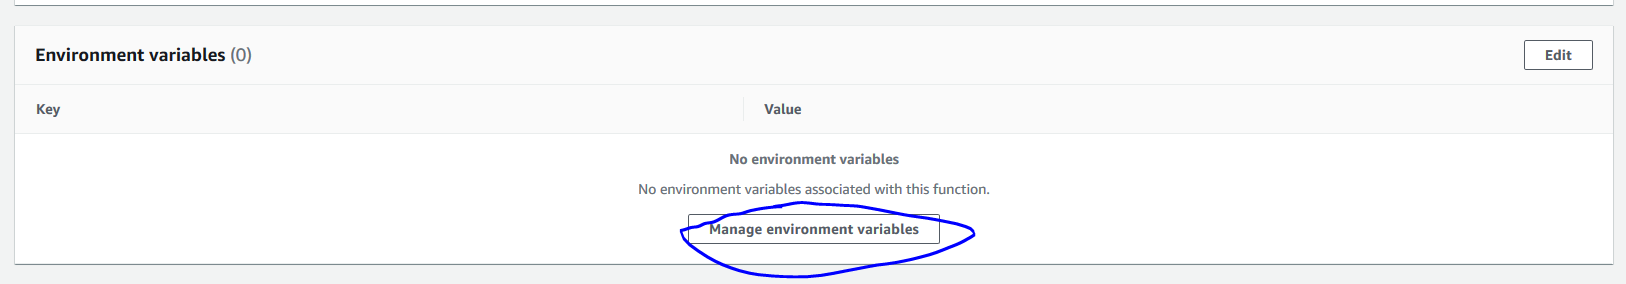 Environment variables (0)
Edit
Key
Value
No environment variables
No environment variables associated with this function.
Manage environment variables